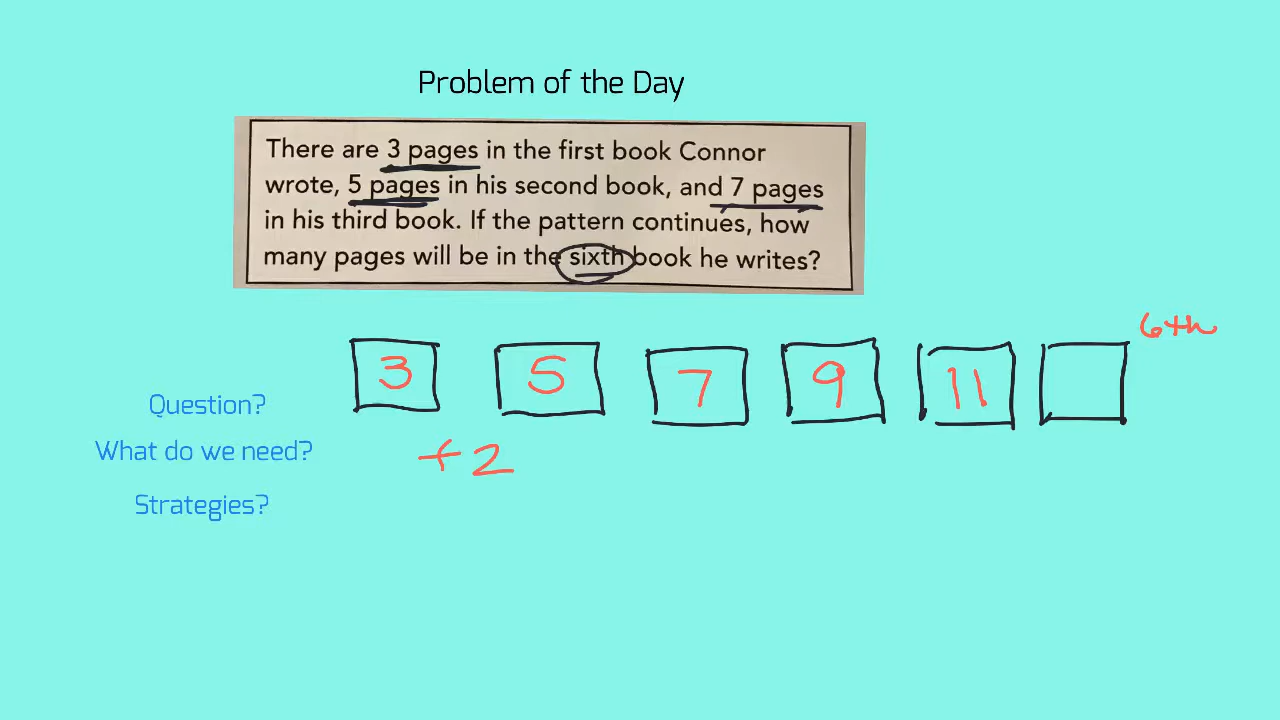 Problem of the Day
There are 3 pages in the first book Connor
wrote, 5 pages in his second book, and 7 pages
in his third book. If the pattern continues, how
many pages will be in the sixth book he writes?
6th
3 5 7 9 11
Question?
What do we need?
+2
Strategies?